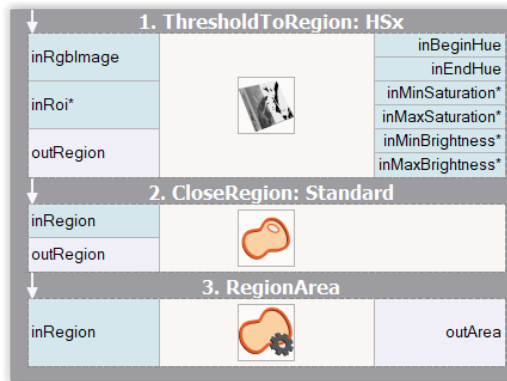 1. ThresholdToRegion: HSx
inRgbImage
inRoi*
outRegion
inBeginHue
inEndHue
inMinSaturation*
inMaxSaturation*
inMinBrightness*
inMaxBrightness*
2. CloseRegion: Standard
inRegion
outRegion
3. RegionArea
inRegion
outArea